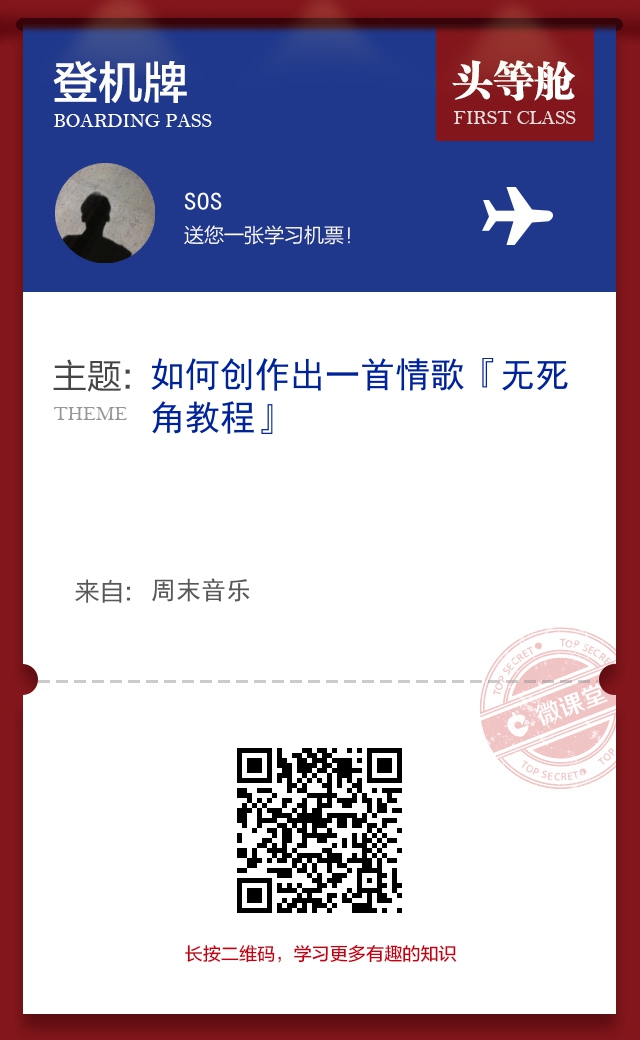 登机牌
BOARDING PASS
头等舱
FIRST CLASS
SOS
送您一张学习机票！
主题：
THEME
如何创作出一首情歌『无死
角教程』
来自：
周末音乐
TOP SECRET
TOP SECRET
微课堂
TOP SECRET
长按二维码，学习更多有趣的知识